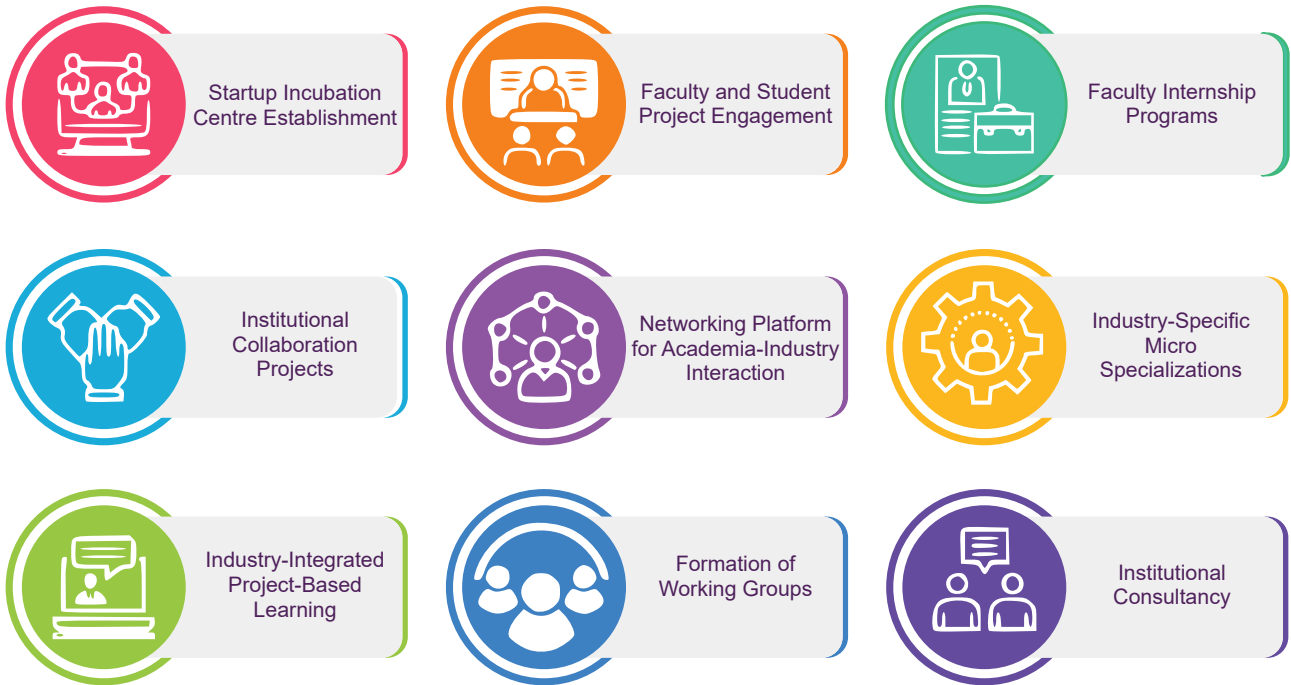 Startup Incubation
Centre Establishment
Faculty and Student
Project Engagement
Faculty Internship
Programs
Institutional
Collaboration
Projects
Networking Platform
for Academia-Industry
Interaction
Industry-Specific
Micro
Specializations
Industry-Integrated
Project-Based
Learning
Formation of
Working Groups
Institutional
Consultancy